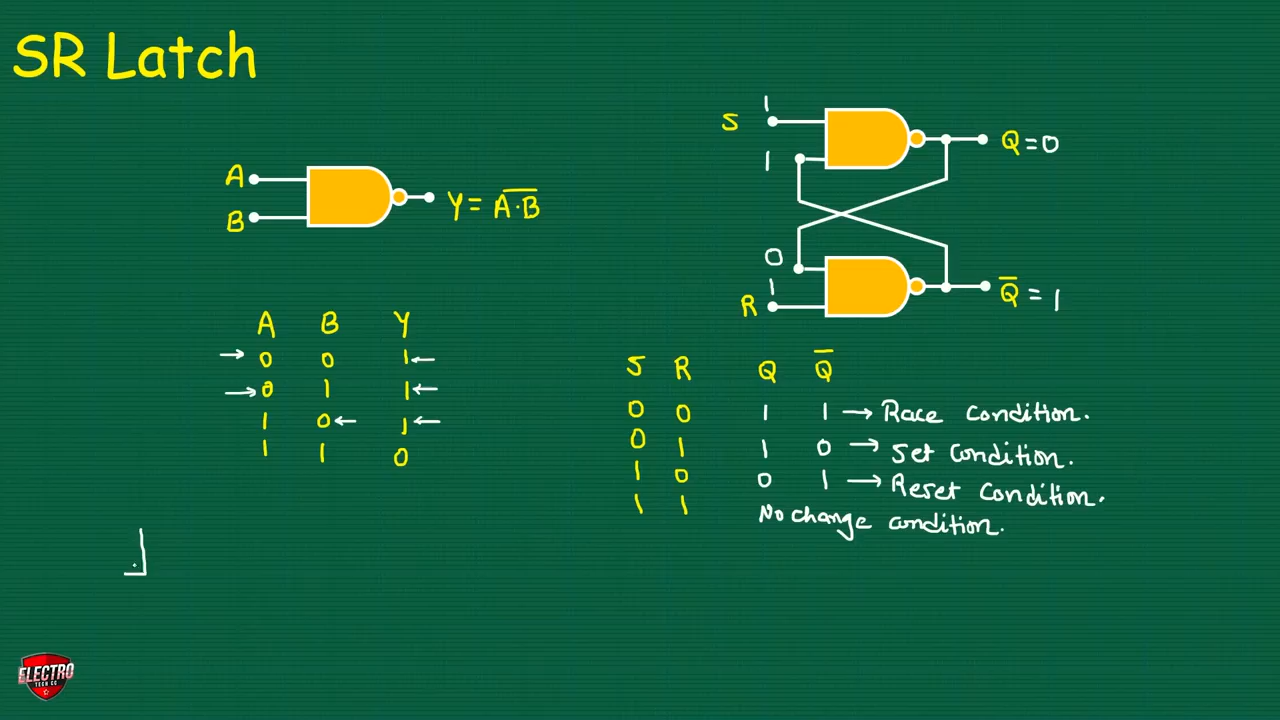 SR Latch
A
B
Y = A̅·̅B̅
A B Y
→ 0 0 1 ←
→ 0 1 1 ←
1 0 ← 1 ←
1 1 0
1
S
1
Q = 0
0
1
R
Q̅ = 1
S R Q Q̅
0 0 1 1 → Race condition.
0 1 1 0 → Set condition.
1 0 0 1 → Reset condition.
1 1 No change condition.
ELECTRO
TECH CC